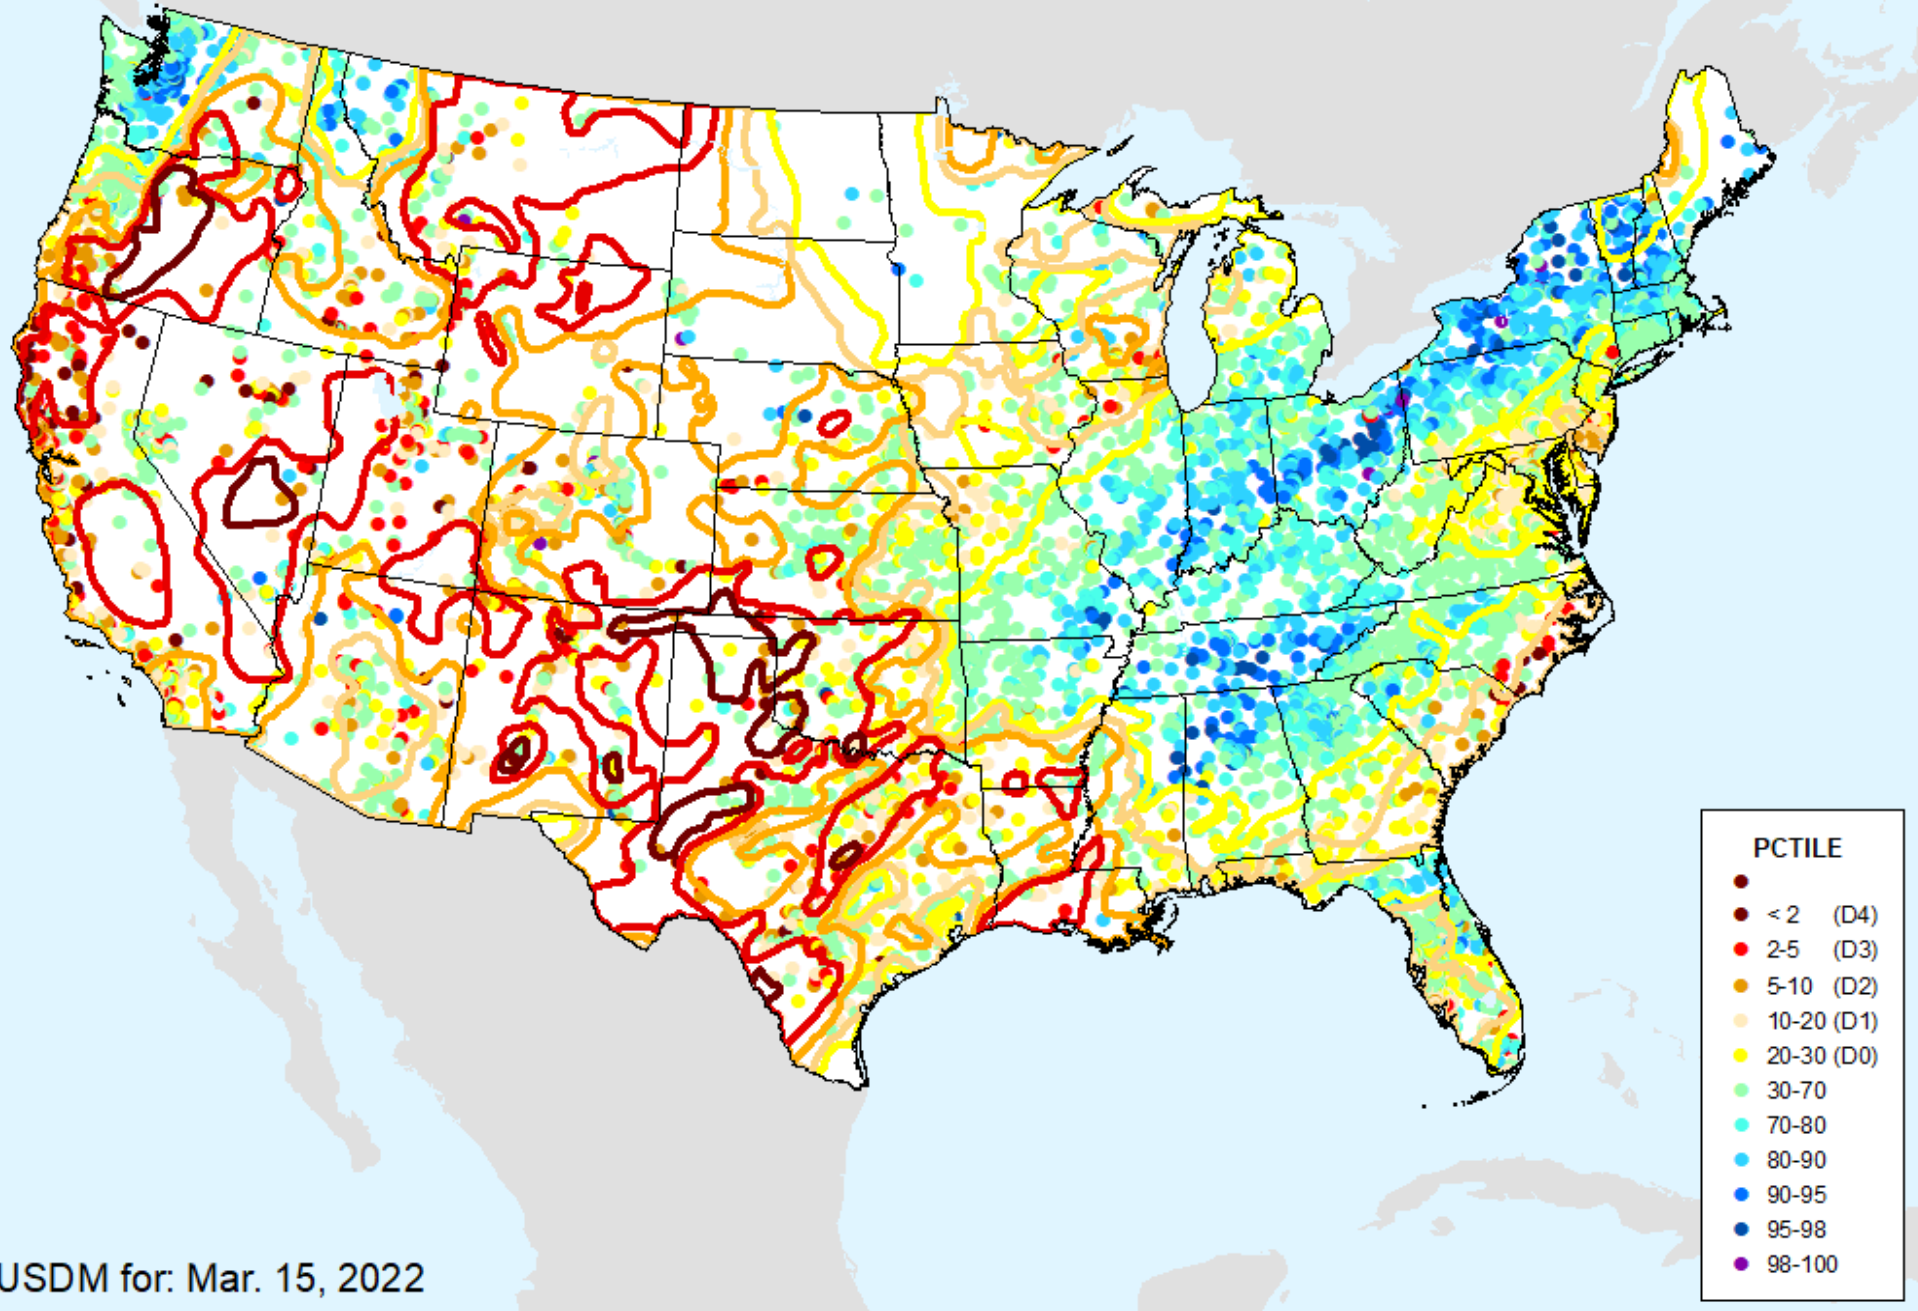 PCTILE
< 2 (D4)
2-5 (D3)
5-10 (D2)
10-20 (D1)
20-30 (D0)
30-70
70-80
80-90
90-95
95-98
98-100
USDM for: Mar. 15, 2022